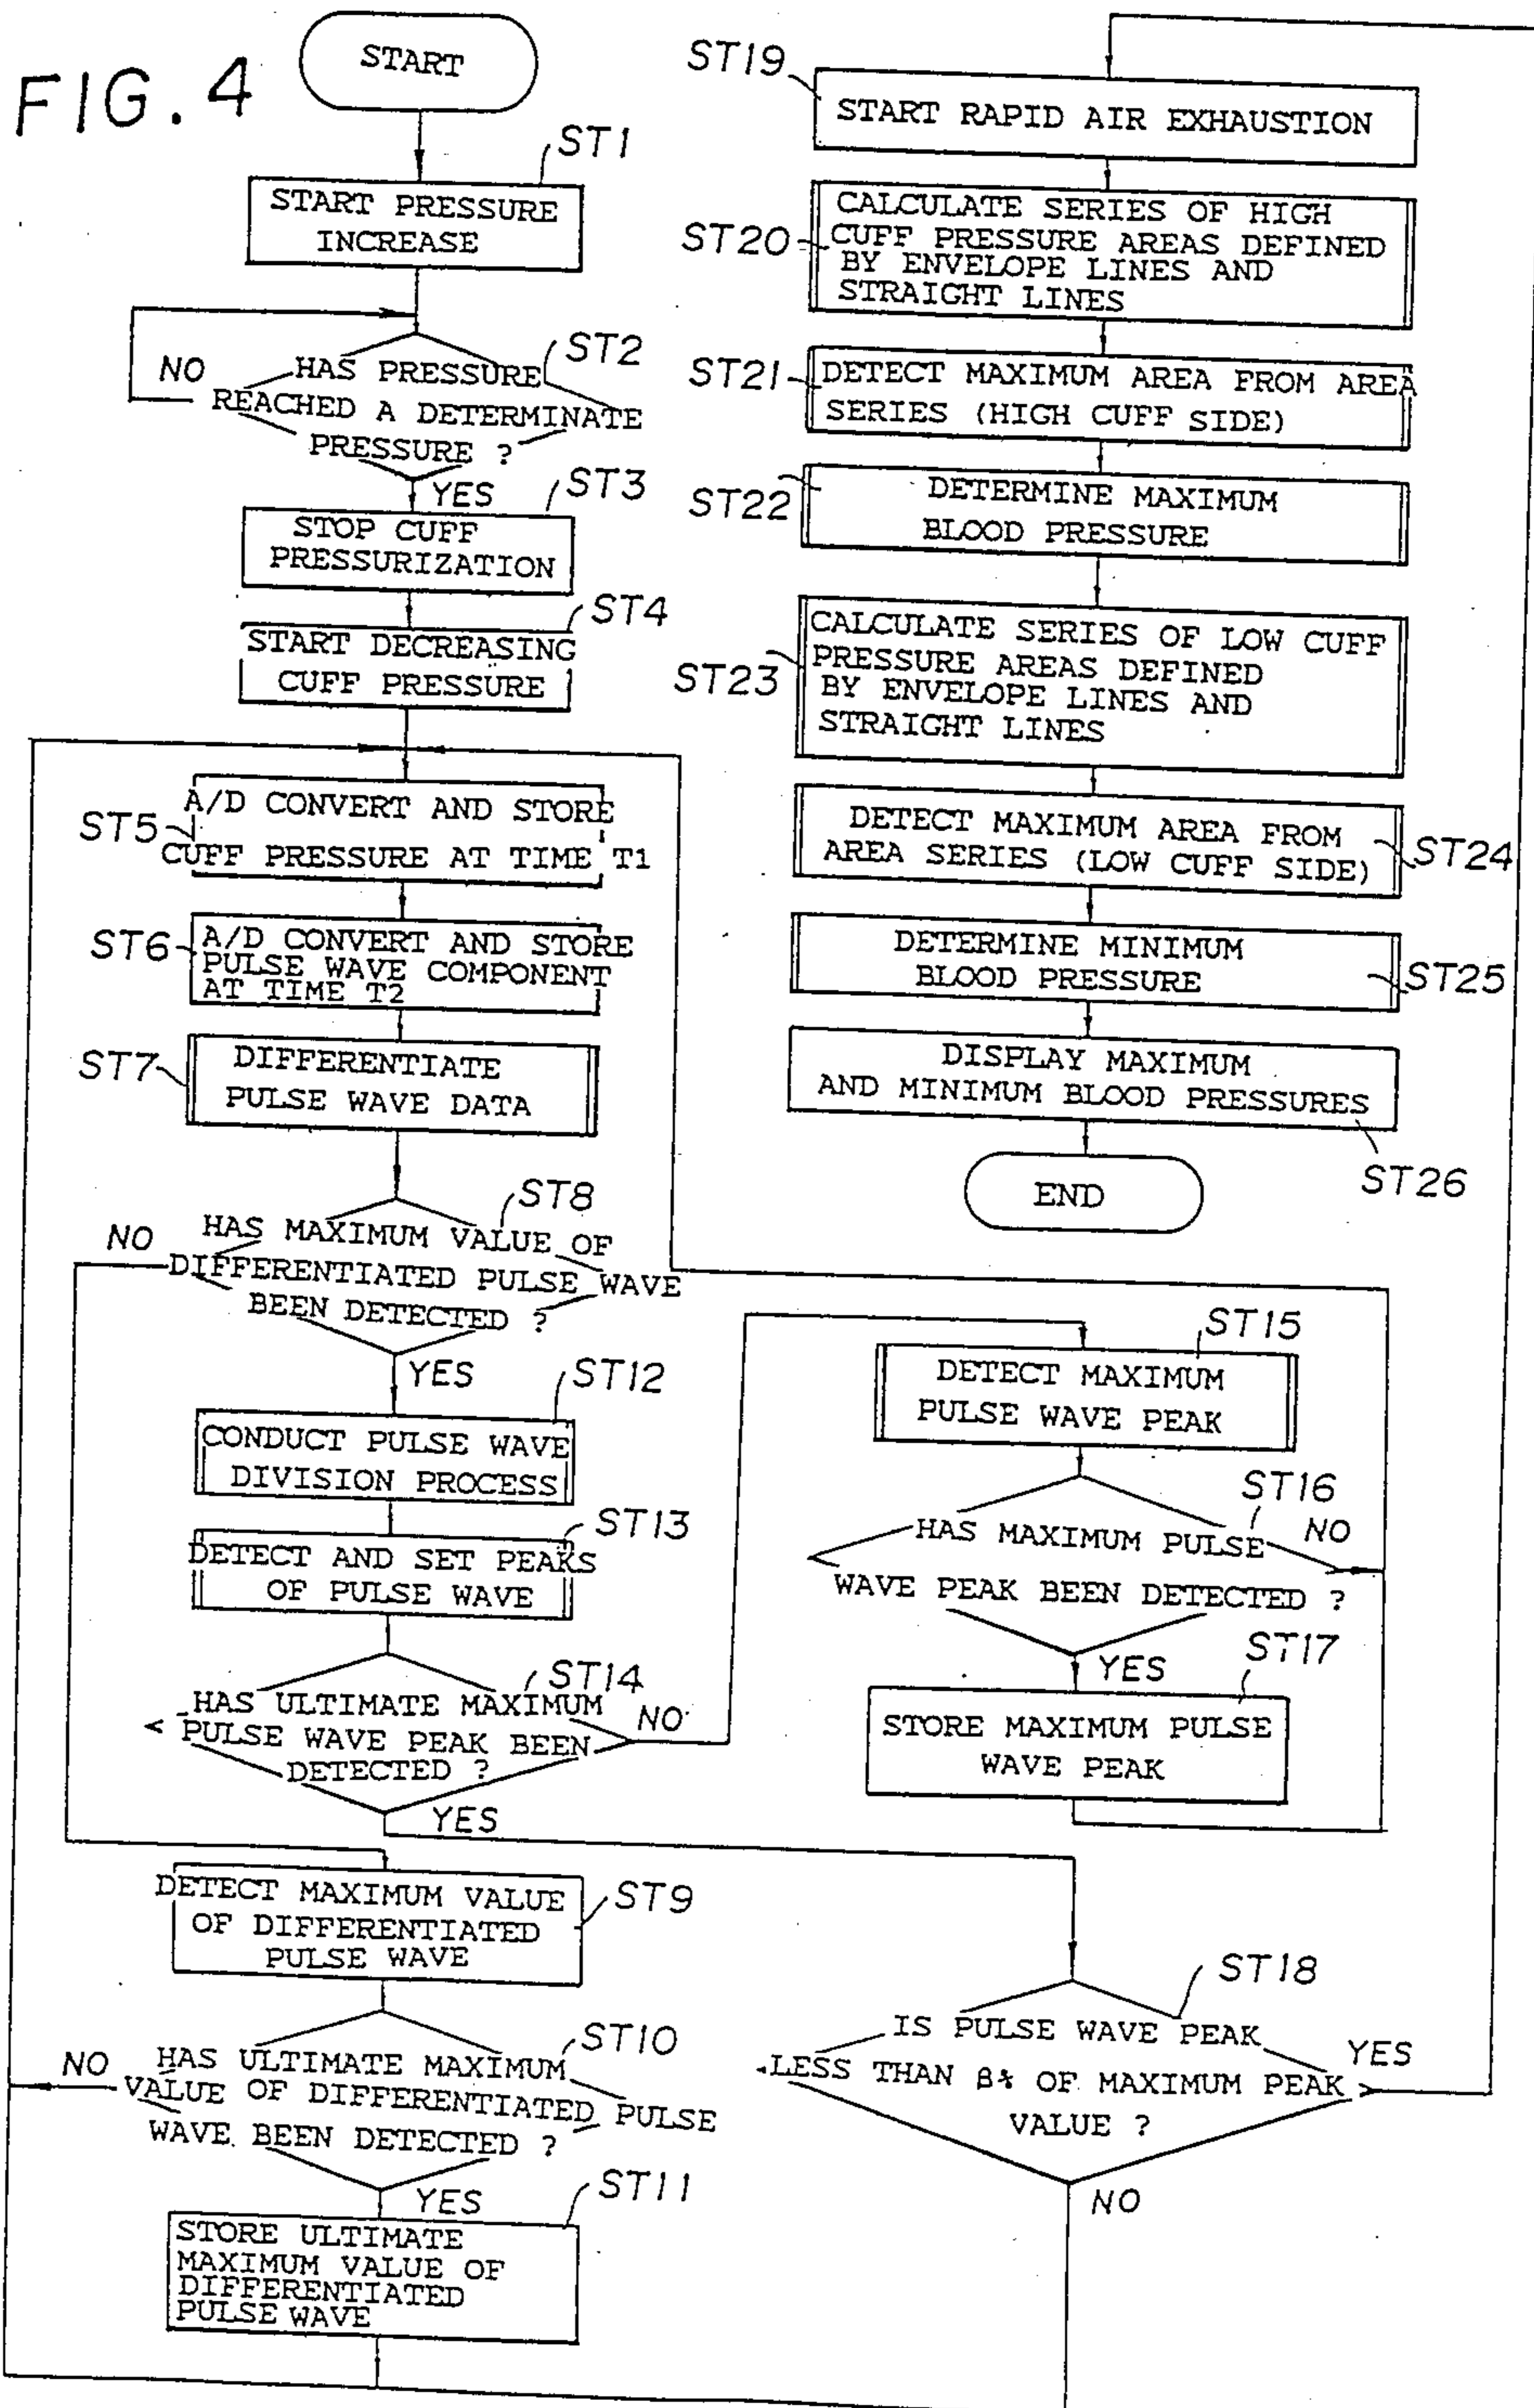 FIG. 4
START
ST1
START PRESSURE
INCREASE
ST2
NO
HAS PRESSURE
REACHED A DETERMINATE
PRESSURE ?
YES
ST3
STOP CUFF
PRESSURIZATION
ST4
START DECREASING
CUFF PRESSURE
ST5
A/D CONVERT AND STORE
CUFF PRESSURE AT TIME T1
ST6
A/D CONVERT AND STORE
PULSE WAVE COMPONENT
AT TIME T2
ST7
DIFFERENTIATE
PULSE WAVE DATA
ST8
NO
HAS MAXIMUM VALUE OF
DIFFERENTIATED PULSE WAVE
BEEN DETECTED ?
YES
ST12
CONDUCT PULSE WAVE
DIVISION PROCESS
ST13
DETECT AND SET PEAKS
OF PULSE WAVE
ST14
HAS ULTIMATE MAXIMUM
PULSE WAVE PEAK BEEN
DETECTED ?
NO
YES
ST9
DETECT MAXIMUM VALUE
OF DIFFERENTIATED
PULSE WAVE
ST10
NO
HAS ULTIMATE MAXIMUM
VALUE OF DIFFERENTIATED PULSE
WAVE BEEN DETECTED ?
YES
ST11
STORE ULTIMATE
MAXIMUM VALUE OF
DIFFERENTIATED
PULSE WAVE
ST19
START RAPID AIR EXHAUSTION
ST20
CALCULATE SERIES OF HIGH
CUFF PRESSURE AREAS DEFINED
BY ENVELOPE LINES AND
STRAIGHT LINES
ST21
DETECT MAXIMUM AREA FROM AREA
SERIES (HIGH CUFF SIDE)
ST22
DETERMINE MAXIMUM
BLOOD PRESSURE
ST23
CALCULATE SERIES OF LOW CUFF
PRESSURE AREAS DEFINED
BY ENVELOPE LINES AND
STRAIGHT LINES
DETECT MAXIMUM AREA FROM
AREA SERIES (LOW CUFF SIDE)
ST24
DETERMINE MINIMUM
BLOOD PRESSURE
ST25
DISPLAY MAXIMUM
AND MINIMUM BLOOD PRESSURES
ST26
END
ST15
DETECT MAXIMUM
PULSE WAVE PEAK
ST16
HAS MAXIMUM PULSE
WAVE PEAK BEEN DETECTED ?
NO
YES
ST17
STORE MAXIMUM PULSE
WAVE PEAK
ST18
IS PULSE WAVE PEAK
LESS THAN β% OF MAXIMUM PEAK
VALUE ?
YES
NO